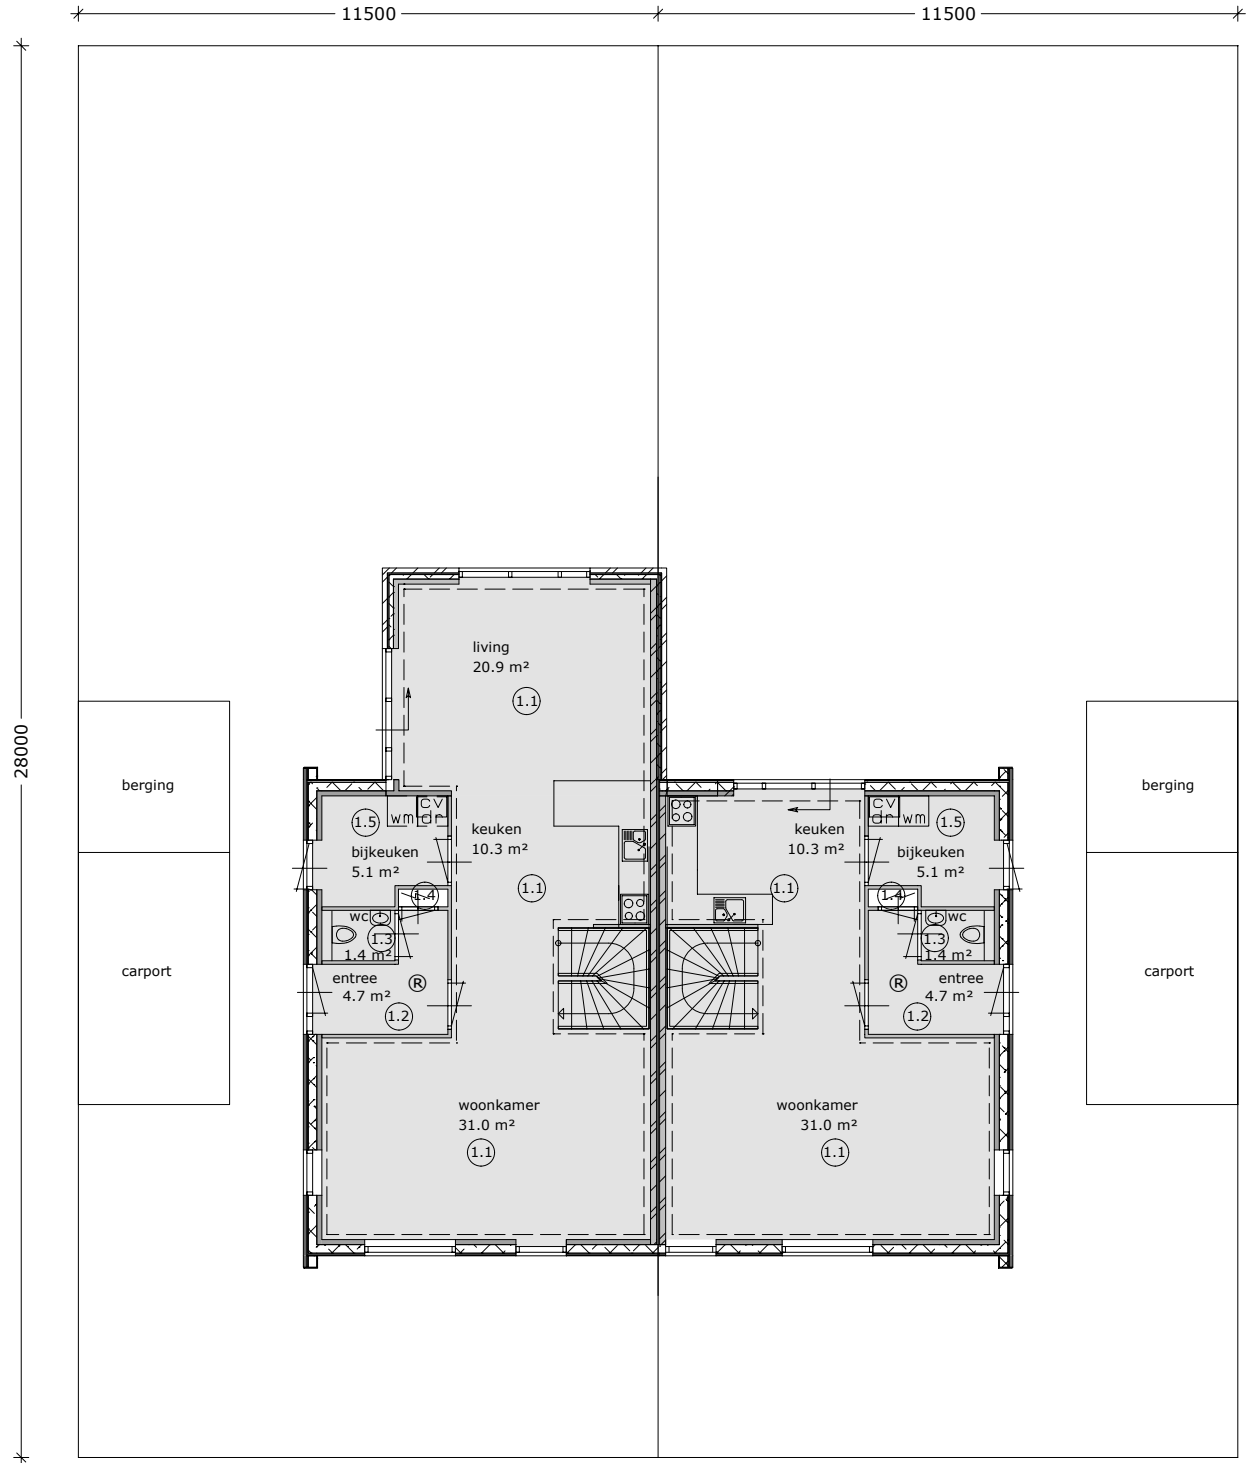 11500
11500
28000
living
20.9 m²
1.1
berging
berging
cv
wm dr
1.5
bijkeuken
5.1 m²
keuken
10.3 m²
1.1
keuken
10.3 m²
1.1
cv
dr wm
1.5
bijkeuken
5.1 m²
1.4
wc
1.3
1.4 m²
1.4
wc
1.3
1.4 m²
carport
entree
4.7 m²
R
1.2
R
entree
4.7 m²
1.2
carport
woonkamer
31.0 m²
1.1
woonkamer
31.0 m²
1.1